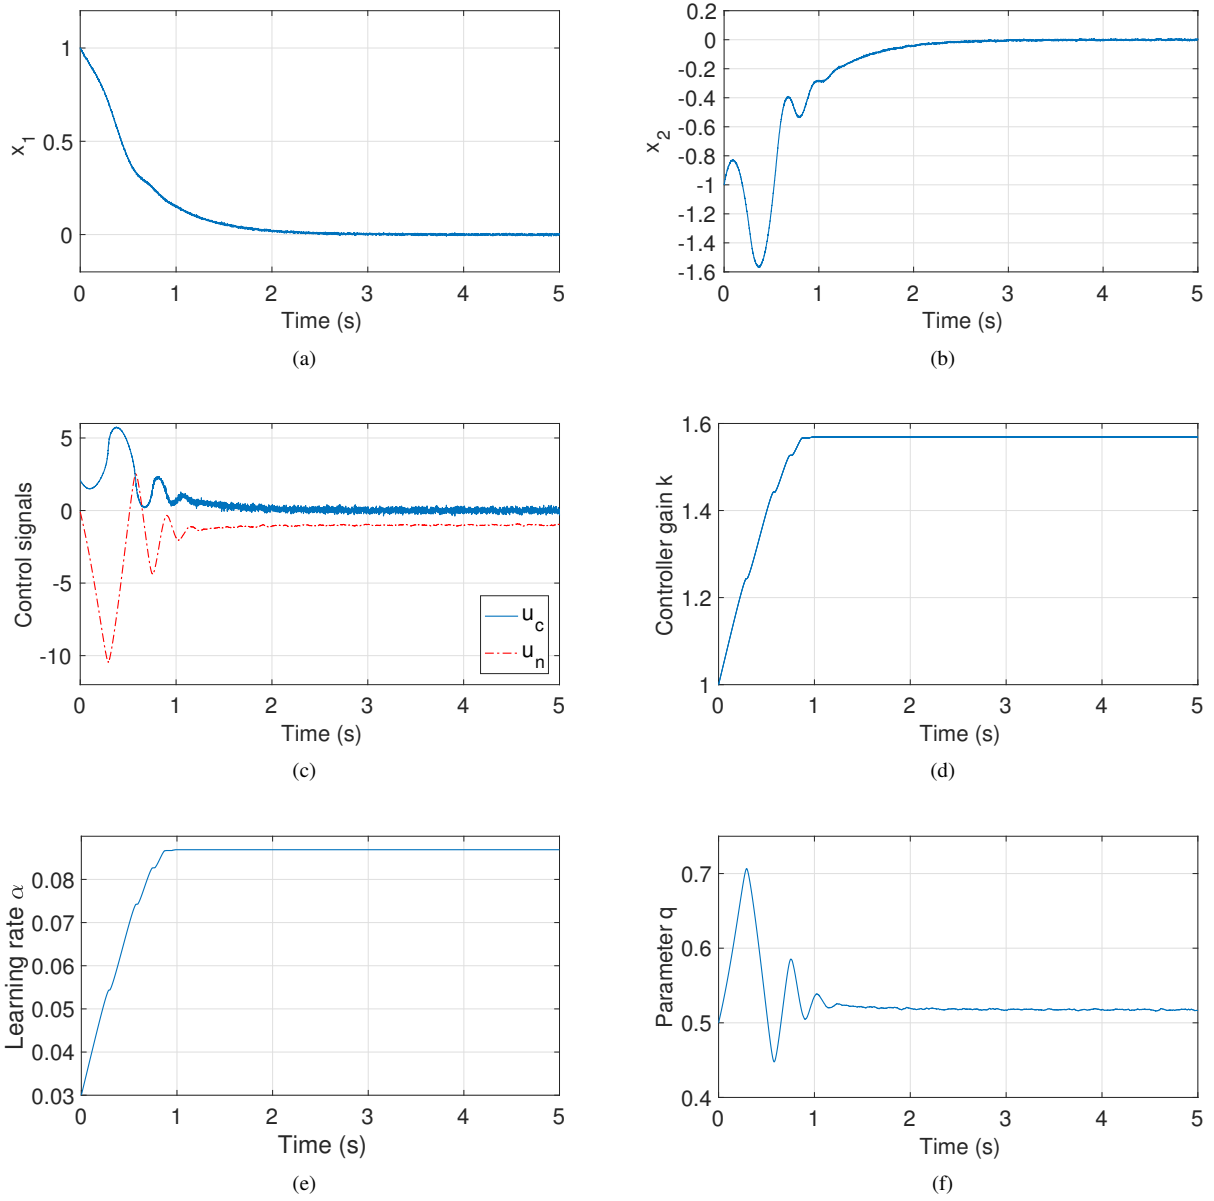 x1
1
0.5
0
0 1 2 3 4 5
Time (s)
(a)
x2
0.2
0
-0.2
-0.4
-0.6
-0.8
-1
-1.2
-1.4
-1.6
0 1 2 3 4 5
Time (s)
(b)
Control signals
5
0
-5
-10
u_c
u_n
0 1 2 3 4 5
Time (s)
(c)
Controller gain k
1.6
1.4
1.2
1
0 1 2 3 4 5
Time (s)
(d)
Learning rate α
0.08
0.07
0.06
0.05
0.04
0.03
0 1 2 3 4 5
Time (s)
(e)
Parameter q
0.7
0.6
0.5
0.4
0 1 2 3 4 5
Time (s)
(f)